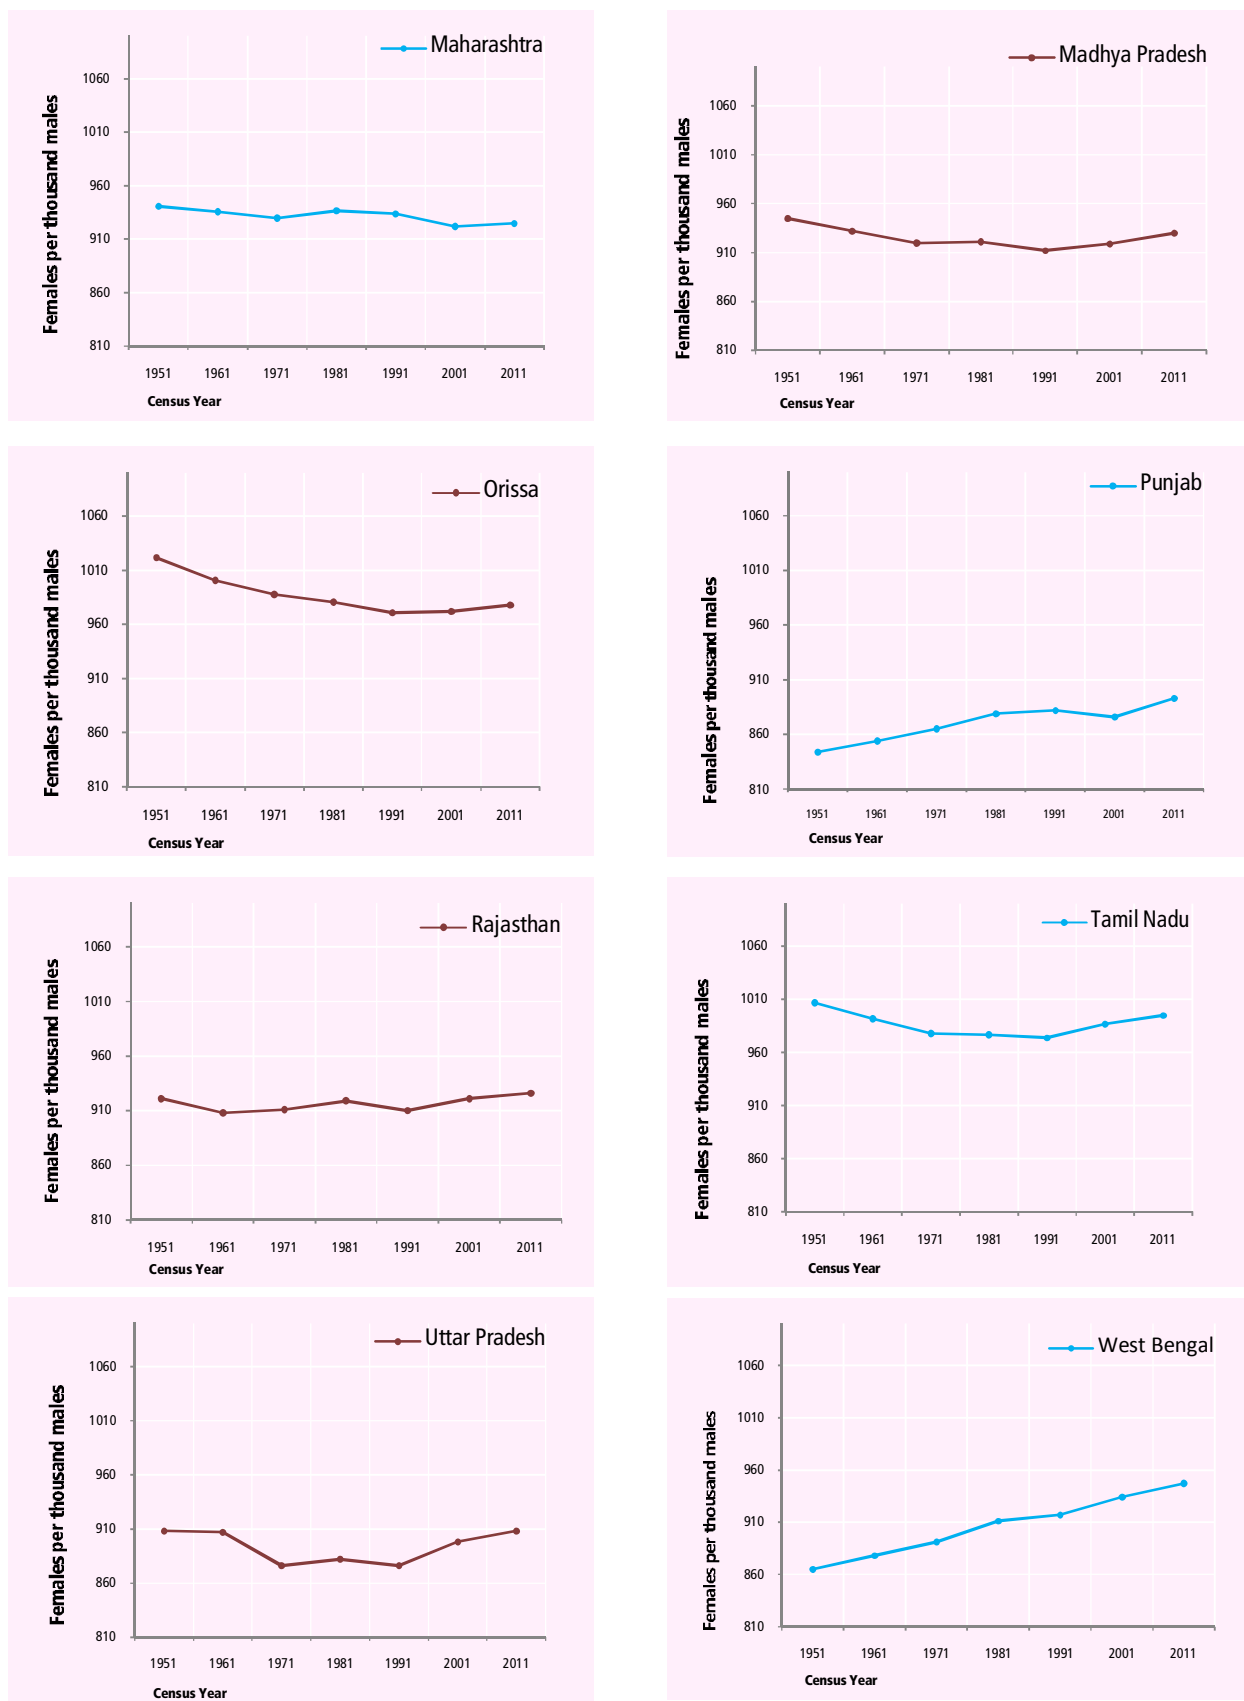 Maharashtra
Females per thousand males
1060
1010
960
910
860
810
1951 1961 1971 1981 1991 2001 2011
Census Year
Madhya Pradesh
Females per thousand males
1060
1010
960
910
860
810
1951 1961 1971 1981 1991 2001 2011
Census Year
Orissa
Females per thousand males
1060
1010
960
910
860
810
1951 1961 1971 1981 1991 2001 2011
Census Year
Punjab
Females per thousand males
1060
1010
960
910
860
810
1951 1961 1971 1981 1991 2001 2011
Census Year
Rajasthan
Females per thousand males
1060
1010
960
910
860
810
1951 1961 1971 1981 1991 2001 2011
Census Year
Tamil Nadu
Females per thousand males
1060
1010
960
910
860
810
1951 1961 1971 1981 1991 2001 2011
Census Year
Uttar Pradesh
Females per thousand males
1060
1010
960
910
860
810
1951 1961 1971 1981 1991 2001 2011
Census Year
West Bengal
Females per thousand males
1060
1010
960
910
860
810
1951 1961 1971 1981 1991 2001 2011
Census Year